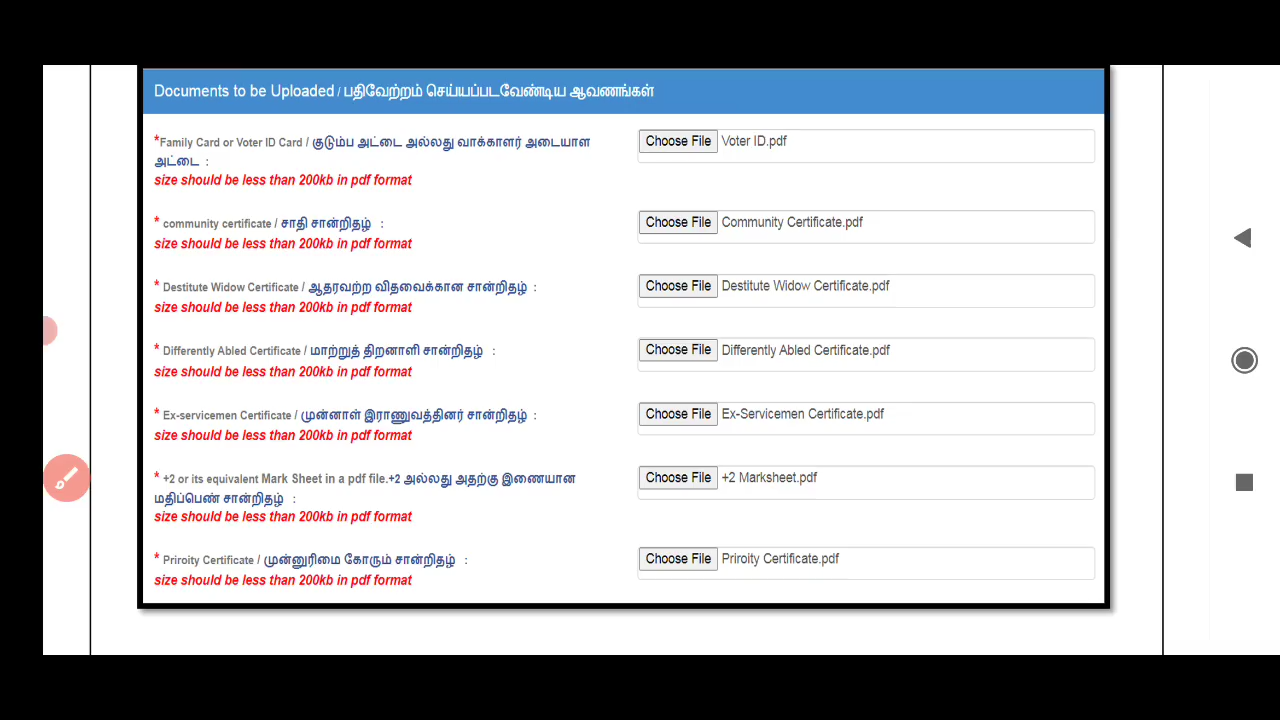 Documents to be Uploaded / பதிவேற்றம் செய்யப்படவேண்டிய ஆவணங்கள்
*Family Card or Voter ID Card / குடும்ப அட்டை அல்லது வாக்காளர் அடையாள
அட்டை :
size should be less than 200kb in pdf format
Choose File Voter ID.pdf
* community certificate / சாதி சான்றிதழ் :
size should be less than 200kb in pdf format
Choose File Community Certificate.pdf
* Destitute Widow Certificate / ஆதரவற்ற விதவைக்கான சான்றிதழ் :
size should be less than 200kb in pdf format
Choose File Destitute Widow Certificate.pdf
* Differently Abled Certificate / மாற்றுத் திறனாளி சான்றிதழ் :
size should be less than 200kb in pdf format
Choose File Differently Abled Certificate.pdf
* Ex-servicemen Certificate / முன்னாள் இராணுவத்தினர் சான்றிதழ் :
size should be less than 200kb in pdf format
Choose File Ex-Servicemen Certificate.pdf
* +2 or its equivalent Mark Sheet in a pdf file.+2 அல்லது அதற்கு இணையான
மதிப்பெண் சான்றிதழ் :
size should be less than 200kb in pdf format
Choose File +2 Marksheet.pdf
* Priroity Certificate / முன்னுரிமை கோரும் சான்றிதழ் :
size should be less than 200kb in pdf format
Choose File Priroity Certificate.pdf